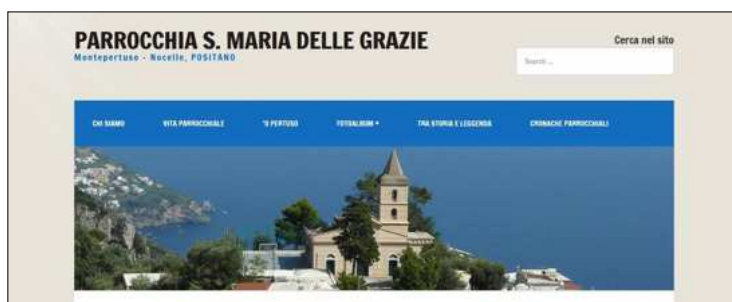 PARROCCHIA S. MARIA DELLE GRAZIE
Montepertuso - Nocelle, POSITANO
Cerca nel sito
Search ...
CHI SIAMO
VITA PARROCCHIALE
'O PERTUSO
FOTOALBUM
TRA STORIA E LEGGENDA
CRONACHE PARROCCHIALI